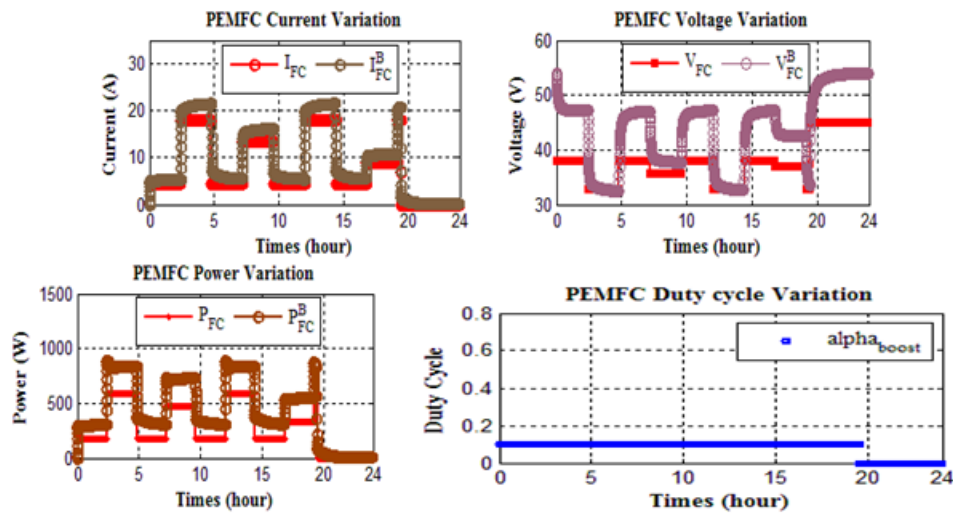 PEMFC Current Variation
I_FC I^B_FC
Current (A)
30
20
10
0
0 5 10 15 20 24
Times (hour)
PEMFC Voltage Variation
V_FC V^B_FC
Voltage (V)
60
50
40
30
0 5 10 15 20 24
Times (hour)
PEMFC Power Variation
P_FC P^B_FC
Power (W)
1500
1000
500
0
0 5 10 15 20 24
Times (hour)
PEMFC Duty cycle Variation
alpha_boost
Duty Cycle
0.8
0.6
0.4
0.2
0
0 5 10 15 20 24
Times (hour)